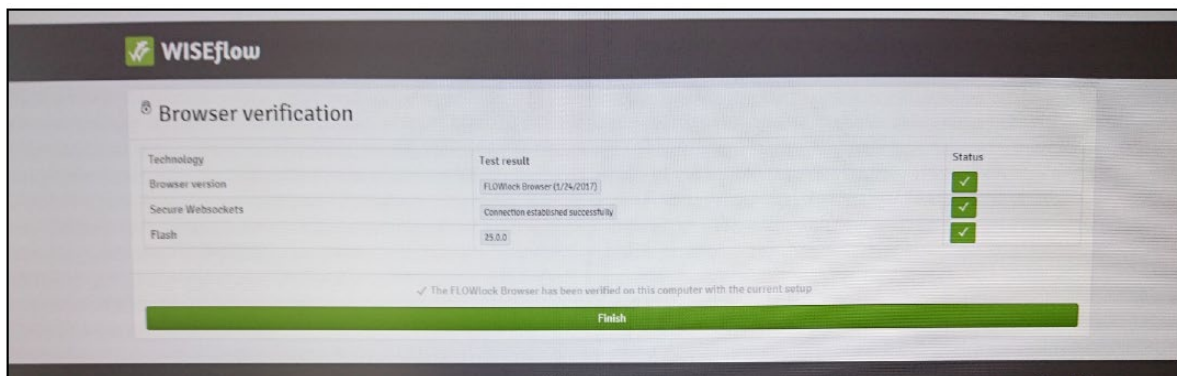 WISEflow
Browser verification
Technology Test result Status
Browser version FLOWlock Browser (1/24/2017)
Secure Websockets Connection established successfully
Flash 25.0.0
The FLOWlock Browser has been verified on this computer with the current setup
Finish